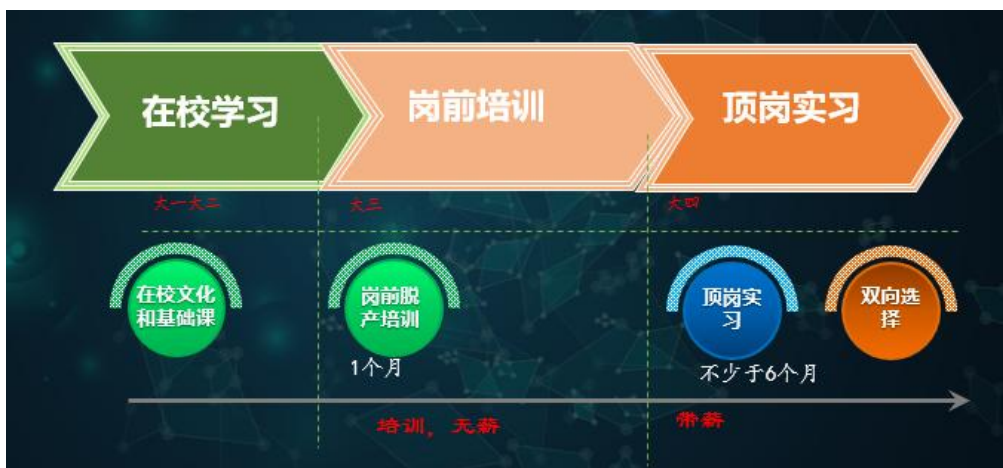 在校学习
岗前培训
顶岗实习
大一大二
大三
大四
在校文化
和基础课
岗前脱
产培训
顶岗实
习
双向选
择
1个月
不少于6个月
培训，无薪
带薪